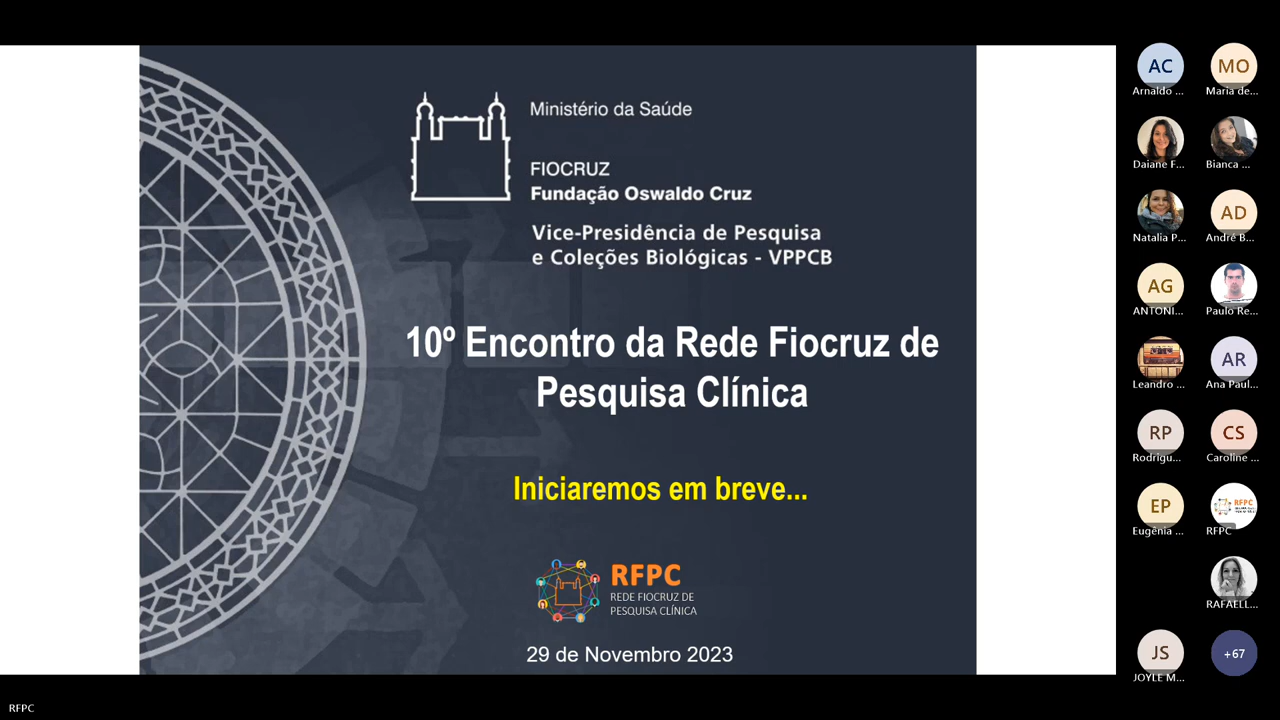 Ministério da Saúde
FIOCRUZ
Fundação Oswaldo Cruz
Vice-Presidência de Pesquisa
e Coleções Biológicas - VPPCB
10º Encontro da Rede Fiocruz de
Pesquisa Clínica
Iniciaremos em breve...
RFPC
REDE FIOCRUZ DE
PESQUISA CLÍNICA
29 de Novembro 2023
AC
MO
Arnaldo ...
Maria de...
Daiane F...
Bianca ...
Natalia P...
AD
André B...
AG
ANTONI...
Paulo Re...
Leandro ...
AR
Ana Paul...
RP
CS
Rodrigu...
Caroline ...
EP
RFPC
Eugênia ...
RFPC
RAFAELL...
JS
+67
JOYLE M...
RFPC